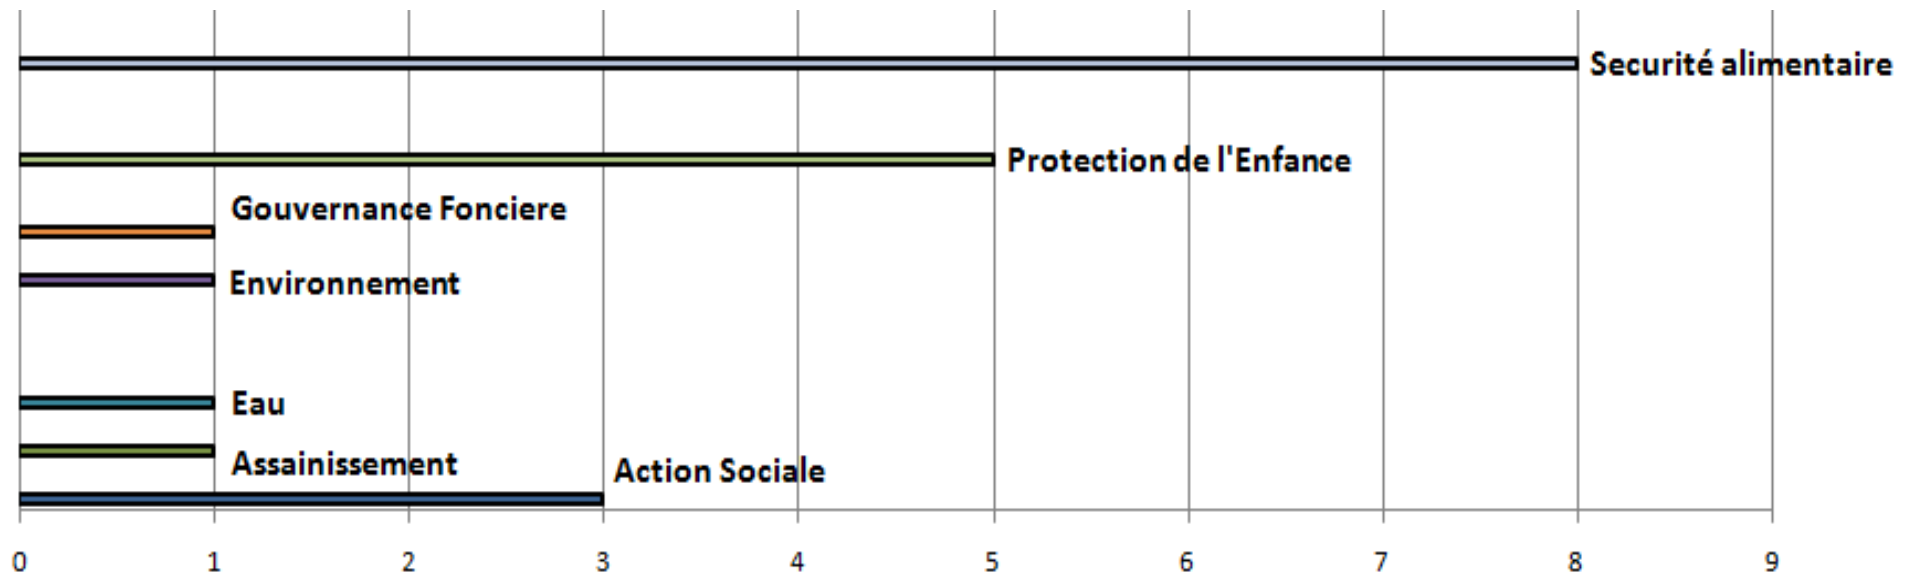 Securité alimentaire
Protection de l'Enfance
Gouvernance Fonciere
Environnement
Eau
Assainissement
Action Sociale
0 1 2 3 4 5 6 7 8 9